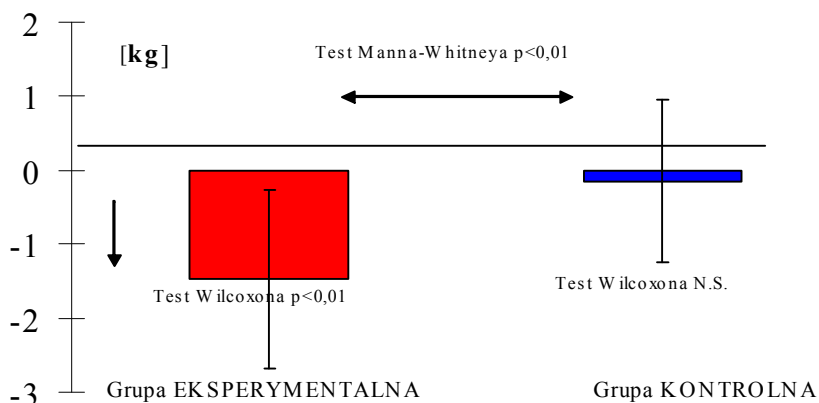 2
[kg]
Test Manna-Whitneya p<0,01
1
0
-1
Test Wilcoxona p<0,01
Test Wilcoxona N.S.
-2
-3
Grupa EKSPERYMENTALNA
Grupa KONTROLNA